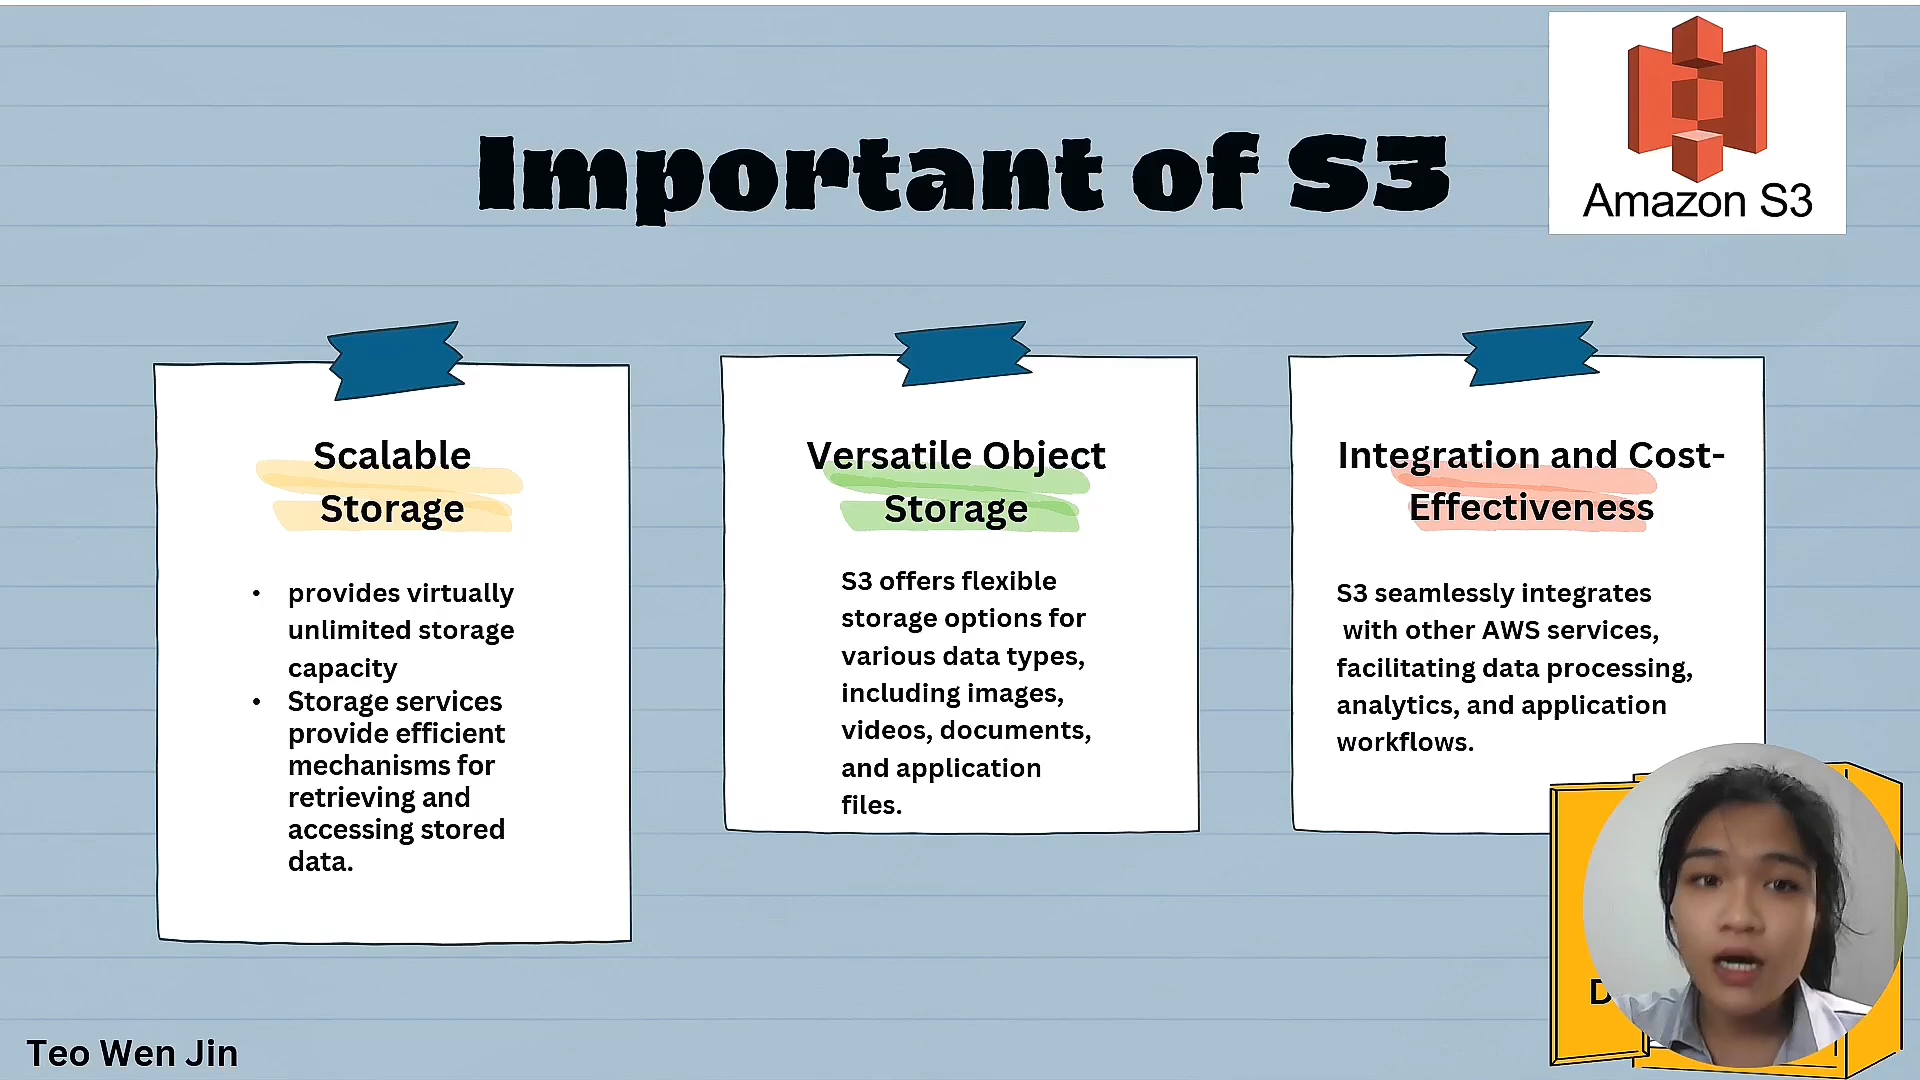 Important of S3
Amazon S3
Scalable
Storage
• provides virtually
unlimited storage
capacity
• Storage services
provide efficient
mechanisms for
retrieving and
accessing stored
data.
Versatile Object
Storage
S3 offers flexible
storage options for
various data types,
including images,
videos, documents,
and application
files.
Integration and Cost-
Effectiveness
S3 seamlessly integrates
with other AWS services,
facilitating data processing,
analytics, and application
workflows.
Teo Wen Jin